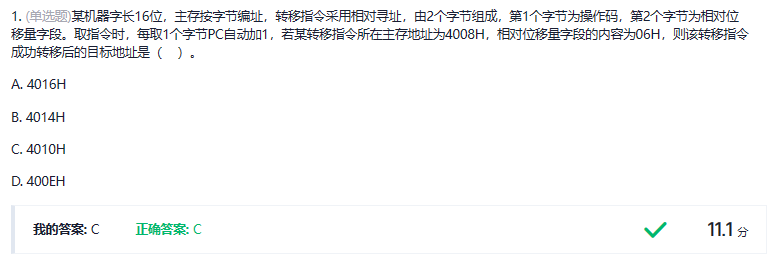 1. (单选题)某机器字长16位，主存按字节编址，转移指令采用相对寻址，由2个字节组成，第1个字节为操作码，第2个字节为相对位
移量字段。取指令时，每取1个字节PC自动加1，若某转移指令所在主存地址为4008H，相对位移量字段的内容为06H，则该转移指令
成功转移后的目标地址是（ ）。
A. 4016H
B. 4014H
C. 4010H
D. 400EH
我的答案: C 正确答案: C 11.1 分